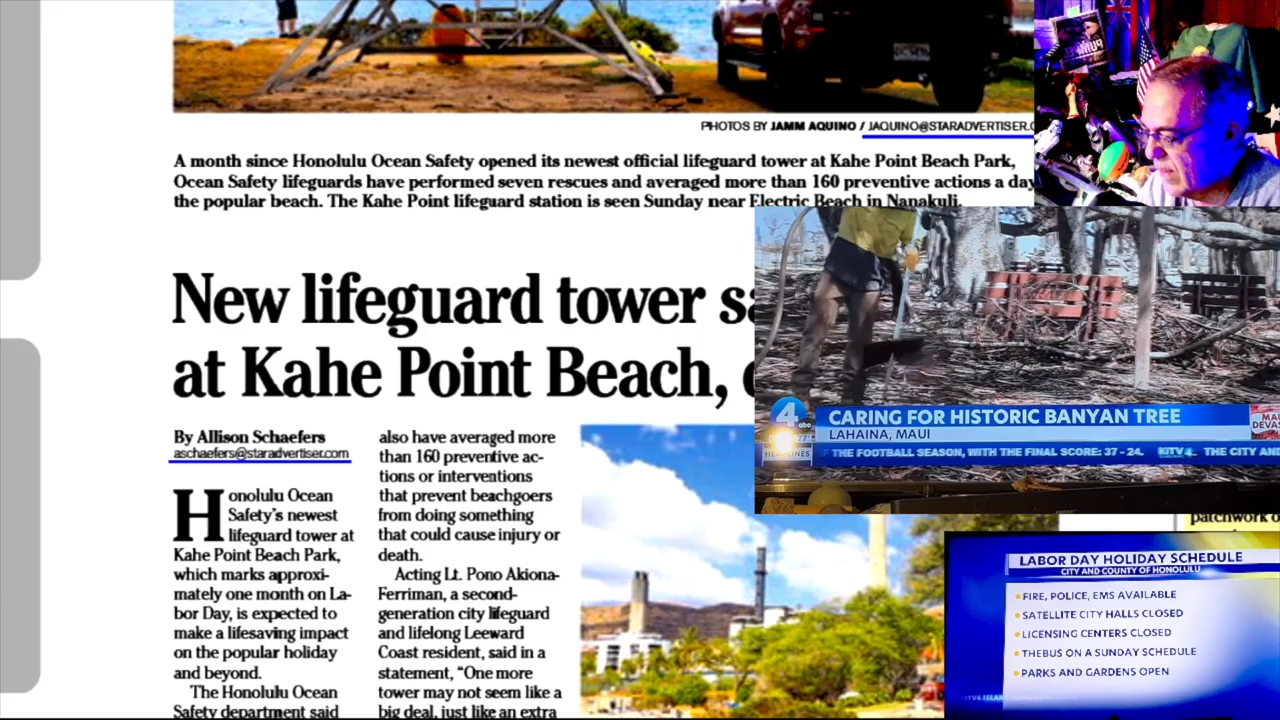 PHOTOS BY JAMM AQUINO / JAQUINO@STARADVERTISER.C
A month since Honolulu Ocean Safety opened its newest official lifeguard tower at Kahe Point Beach Park,
Ocean Safety lifeguards have performed seven rescues and averaged more than 160 preventive actions a day
the popular beach. The Kahe Point lifeguard station is seen Sunday near Electric Beach in Nanakuli.
New lifeguard tower sa
at Kahe Point Beach,
By Allison Schaefers
aschaefers@staradvertiser.com
Honolulu Ocean
Safety's newest
lifeguard tower at
Kahe Point Beach Park,
which marks approxi-
mately one month on La-
bor Day, is expected to
make a lifesaving impact
on the popular holiday
and beyond.
The Honolulu Ocean
Safety department said
also have averaged more
than 160 preventive ac-
tions or interventions
that prevent beachgoers
from doing something
that could cause injury or
death.
Acting Lt. Pono Akiona-
Ferriman, a second-
generation city lifeguard
and lifelong Leeward
Coast resident, said in a
statement, "One more
tower may not seem like a
big deal, just like an extra
4
abc
HEADLINES
CARING FOR HISTORIC BANYAN TREE
LAHAINA, MAUI
THE FOOTBALL SEASON, WITH THE FINAL SCORE: 37 - 24. KITV4 THE CITY AND
patchwork o
LABOR DAY HOLIDAY SCHEDULE
CITY AND COUNTY OF HONOLULU
FIRE, POLICE, EMS AVAILABLE
SATELLITE CITY HALLS CLOSED
LICENSING CENTERS CLOSED
THEBUS ON A SUNDAY SCHEDULE
PARKS AND GARDENS OPEN